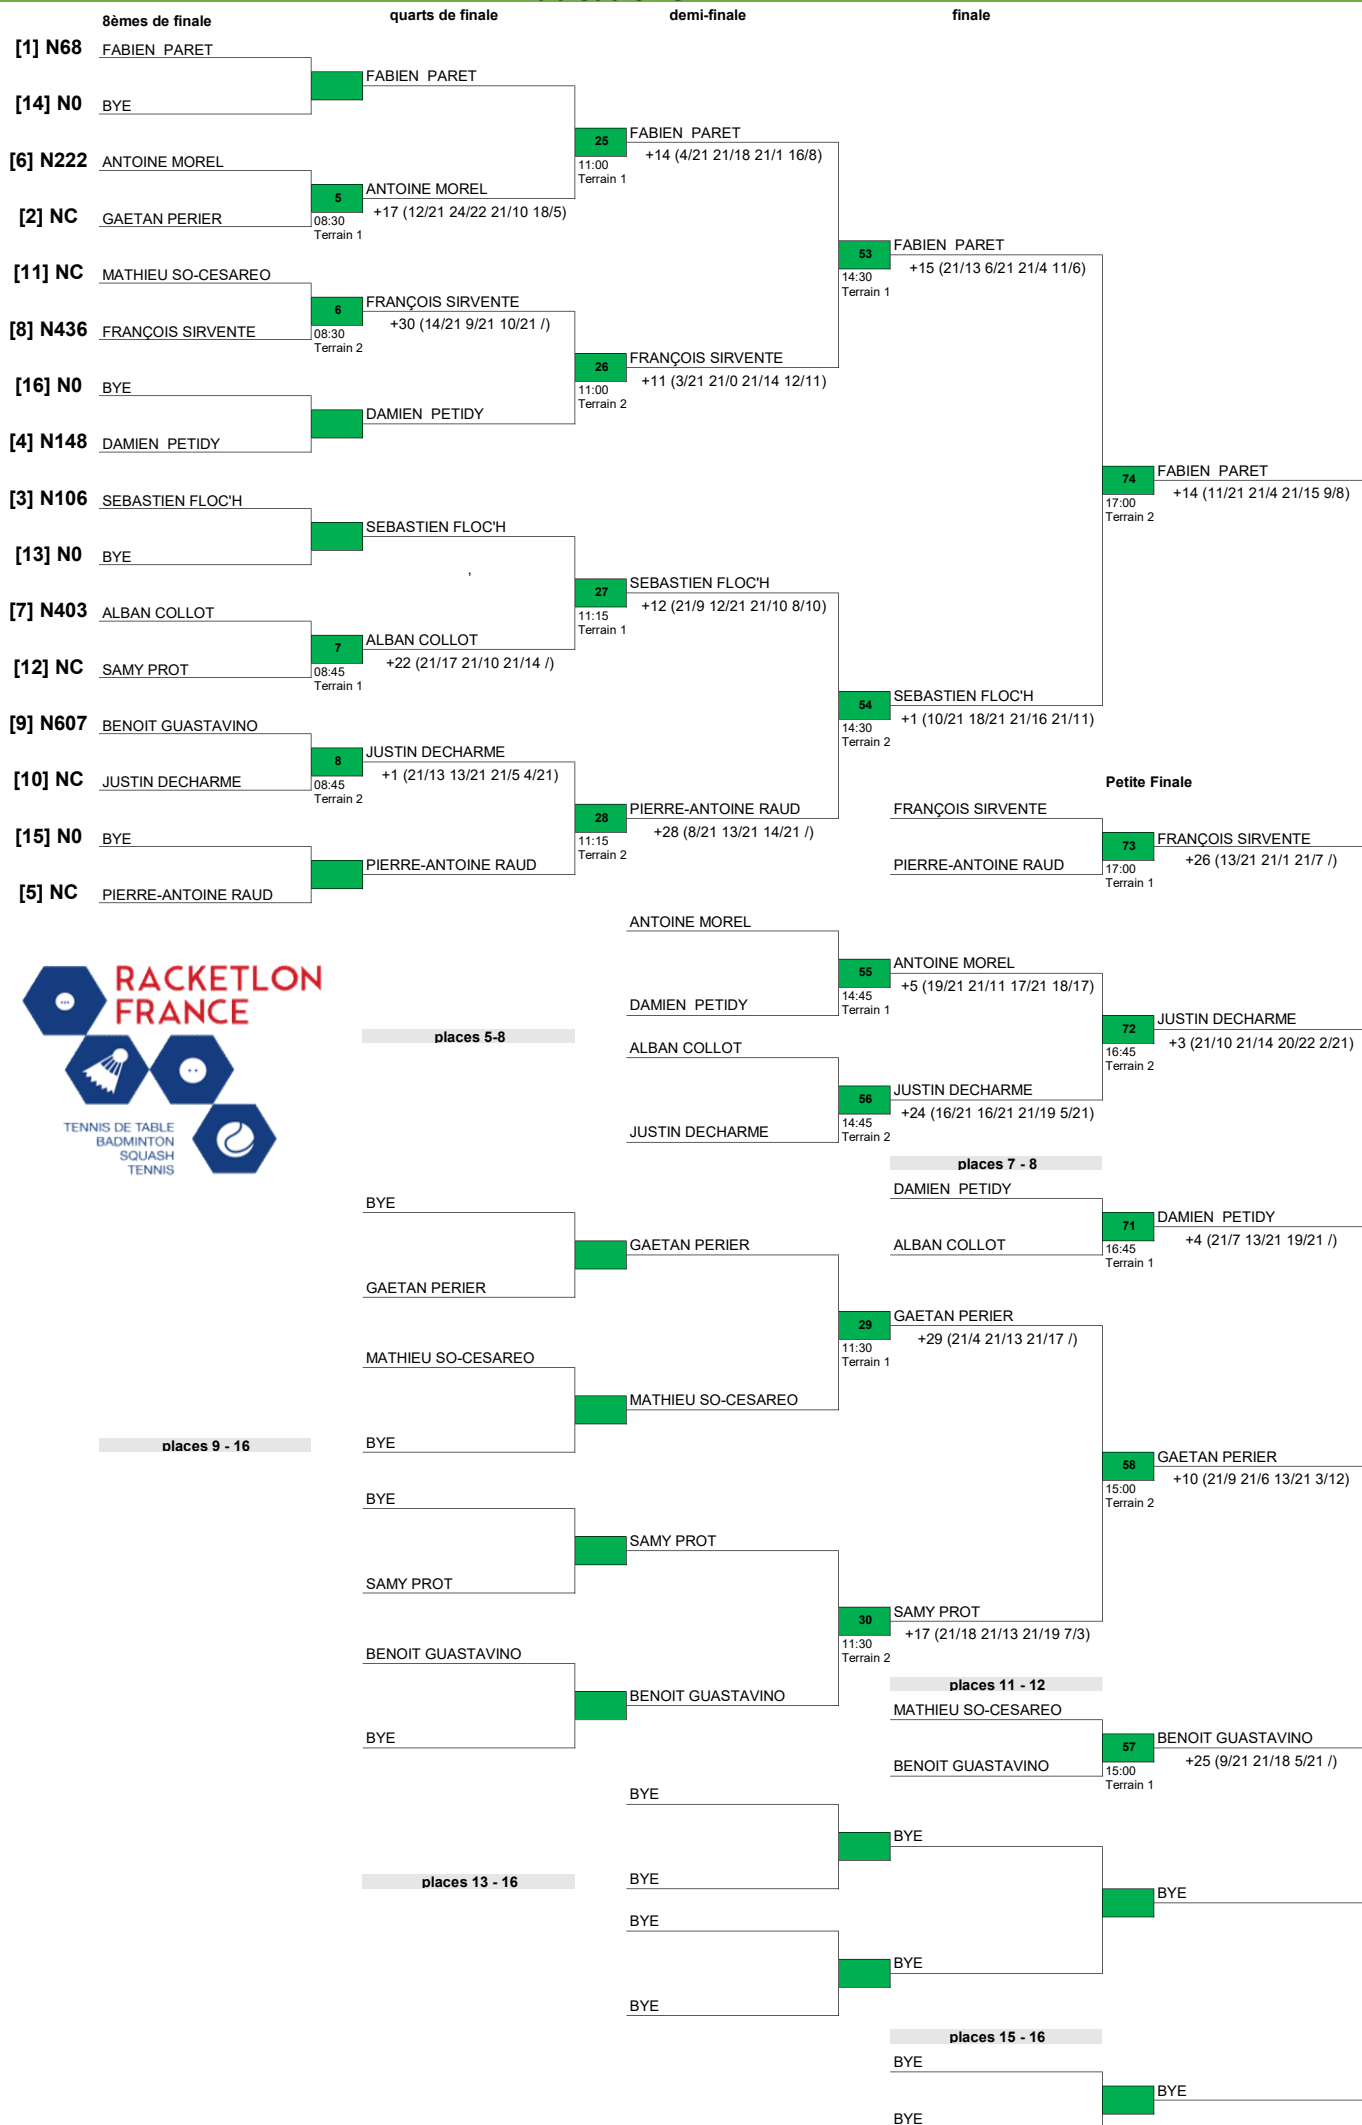 8èmes de finale
quarts de finale
demi-finale
finale
[1] N68 FABIEN PARET
FABIEN PARET
[14] N0 BYE
25 FABIEN PARET
11:00 +14 (4/21 21/18 21/1 16/8)
Terrain 1
[6] N222 ANTOINE MOREL
5 ANTOINE MOREL
08:30 +17 (12/21 24/22 21/10 18/5)
Terrain 1
[2] NC GAETAN PERIER
53 FABIEN PARET
14:30 +15 (21/13 6/21 21/4 11/6)
Terrain 1
[11] NC MATHIEU SO-CESAREO
6 FRANÇOIS SIRVENTE
08:30 +30 (14/21 9/21 10/21 /)
Terrain 2
[8] N436 FRANÇOIS SIRVENTE
26 FRANÇOIS SIRVENTE
11:00 +11 (3/21 21/0 21/14 12/11)
Terrain 2
[16] N0 BYE
DAMIEN PETIDY
[4] N148 DAMIEN PETIDY
74 FABIEN PARET
17:00 +14 (11/21 21/4 21/15 9/8)
Terrain 2
[3] N106 SEBASTIEN FLOC'H
SEBASTIEN FLOC'H
[13] N0 BYE
,
27 SEBASTIEN FLOC'H
11:15 +12 (21/9 12/21 21/10 8/10)
Terrain 1
[7] N403 ALBAN COLLOT
7 ALBAN COLLOT
08:45 +22 (21/17 21/10 21/14 /)
Terrain 1
[12] NC SAMY PROT
54 SEBASTIEN FLOC'H
14:30 +1 (10/21 18/21 21/16 21/11)
Terrain 2
[9] N607 BENOIT GUASTAVINO
8 JUSTIN DECHARME
08:45 +1 (21/13 13/21 21/5 4/21)
Terrain 2
[10] NC JUSTIN DECHARME
28 PIERRE-ANTOINE RAUD
11:15 +28 (8/21 13/21 14/21 /)
Terrain 2
[15] N0 BYE
PIERRE-ANTOINE RAUD
[5] NC PIERRE-ANTOINE RAUD
Petite Finale
FRANÇOIS SIRVENTE
73 FRANÇOIS SIRVENTE
17:00 +26 (13/21 21/1 21/7 /)
Terrain 1
PIERRE-ANTOINE RAUD
RACKETLON
FRANCE
TENNIS DE TABLE
BADMINTON
SQUASH
TENNIS
places 5-8
ANTOINE MOREL
55 ANTOINE MOREL
14:45 +5 (19/21 21/11 17/21 18/17)
Terrain 1
DAMIEN PETIDY
72 JUSTIN DECHARME
16:45 +3 (21/10 21/14 20/22 2/21)
Terrain 2
ALBAN COLLOT
56 JUSTIN DECHARME
14:45 +24 (16/21 16/21 21/19 5/21)
Terrain 2
JUSTIN DECHARME
places 7 - 8
DAMIEN PETIDY
71 DAMIEN PETIDY
16:45 +4 (21/7 13/21 19/21 /)
Terrain 1
ALBAN COLLOT
places 9 - 16
BYE
GAETAN PERIER
GAETAN PERIER
29 GAETAN PERIER
11:30 +29 (21/4 21/13 21/17 /)
Terrain 1
MATHIEU SO-CESAREO
MATHIEU SO-CESAREO
BYE
58 GAETAN PERIER
15:00 +10 (21/9 21/6 13/21 3/12)
Terrain 2
BYE
SAMY PROT
SAMY PROT
30 SAMY PROT
11:30 +17 (21/18 21/13 21/19 7/3)
Terrain 2
BENOIT GUASTAVINO
BENOIT GUASTAVINO
BYE
places 11 - 12
MATHIEU SO-CESAREO
57 BENOIT GUASTAVINO
15:00 +25 (9/21 21/18 5/21 /)
Terrain 1
BENOIT GUASTAVINO
places 13 - 16
BYE
BYE
BYE
BYE
BYE
BYE
BYE
places 15 - 16
BYE
BYE
BYE